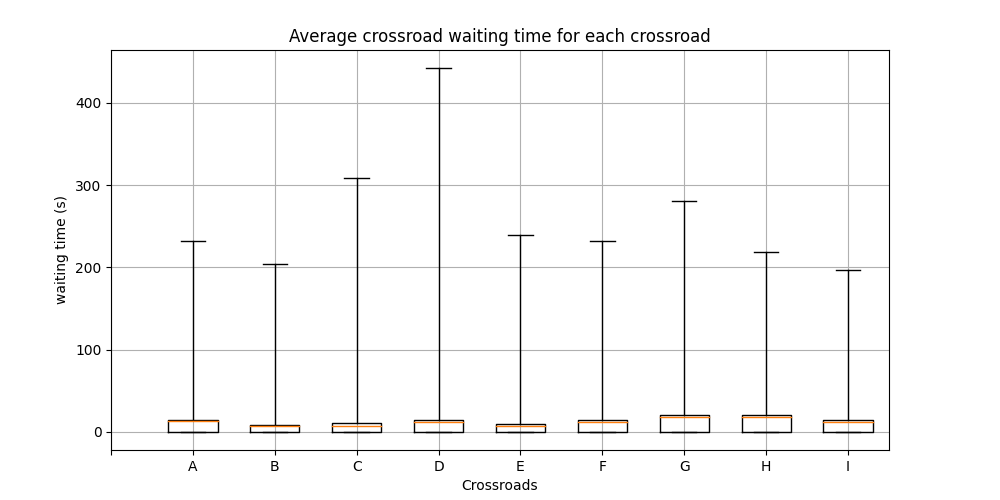 Average crossroad waiting time for each crossroad
400
300
200
100
0
waiting time (s)
A B C D E F G H I
Crossroads